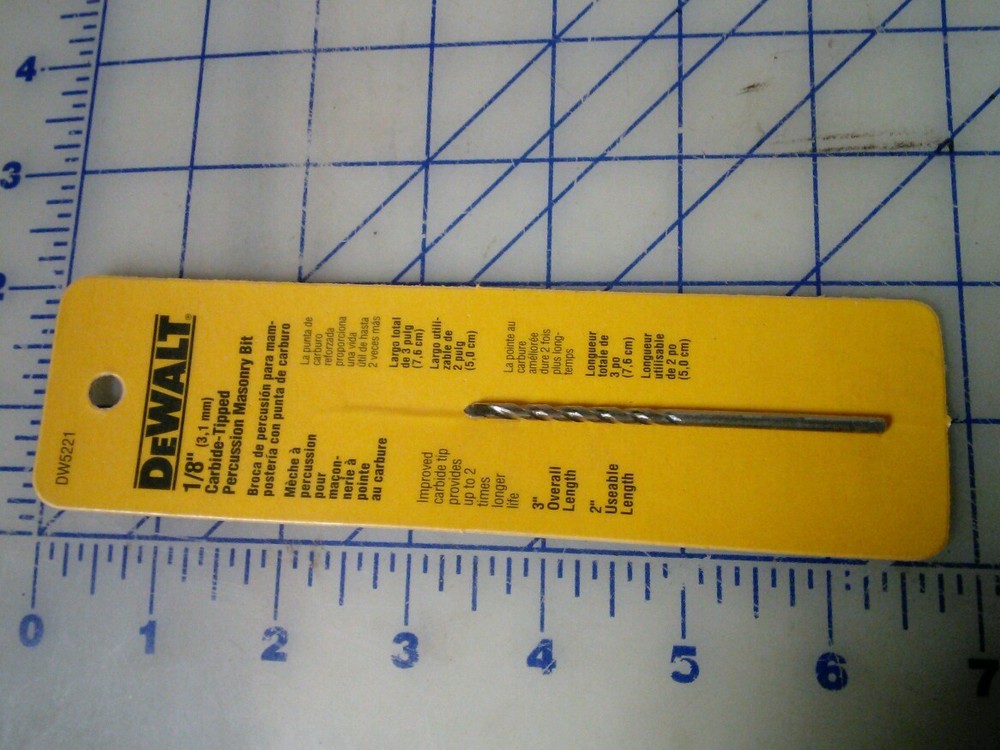 DW5221
DEWALT®
1/8" (3,1 mm)
Carbide-Tipped
Percussion Masonry Bit
Broca de percusión para mam-
postería con punta de carburo
Mèche à
percussion
pour
maçon-
nerie à
pointe
au carbure
La punta de
carburo
reforzada
proporciona
una vida
útil de hasta
2 veces más
Largo total
de 3 pulg
(7,6 cm)
Largo utili-
zable de
2 pulg
(5,0 cm)
Improved
carbide tip
provides
up to 2
times
longer
life
3"
Overall
Length
2"
Useable
Length
La pointe au
carbure
améliorée
dure 2 fois
plus long-
temps
Longueur
totale de
3 po
(7,6 cm)
Longueur
utilisable
de 2 po
(5,0 cm)
4
3
0 1 2 3 4 5 6 7